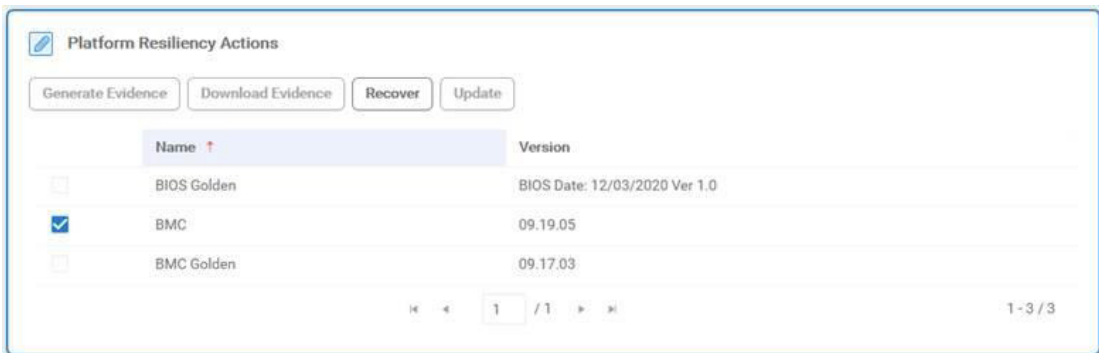 Platform Resiliency Actions
Generate Evidence Download Evidence Recover Update
Name ↑ Version
BIOS Golden BIOS Date: 12/03/2020 Ver 1.0
BMC 09.19.05
BMC Golden 09.17.03
1 / 1 1 - 3 / 3